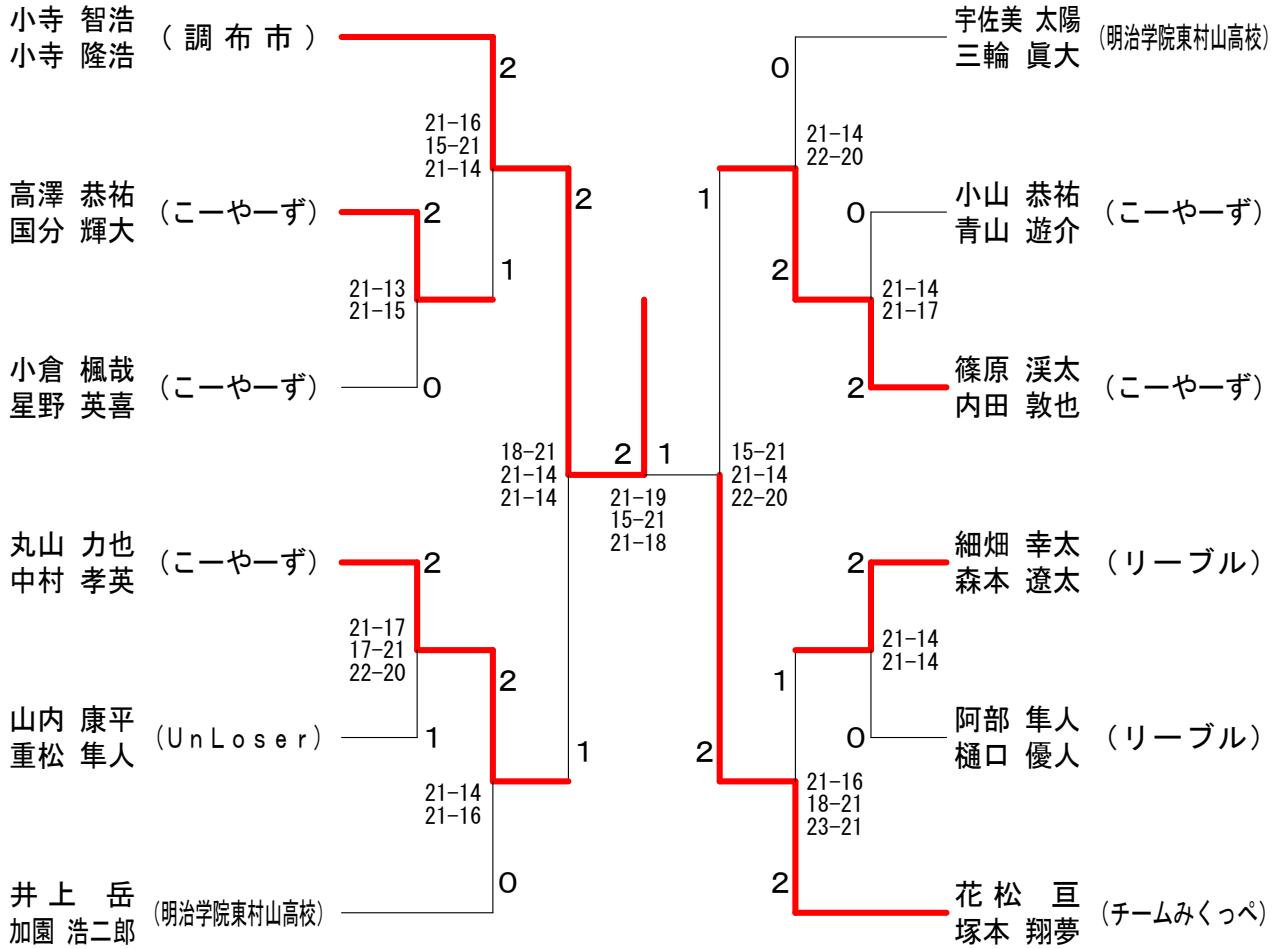 小寺 智浩
小寺 隆浩
(調布市)
2
21-16
15-21
21-14
高澤 恭祐
国分 輝大
(こーやーず)
2
1
21-13
21-15
小倉 楓哉
星野 英喜
(こーやーず)
0
2
18-21
21-14
21-14
丸山 力也
中村 孝英
(こーやーず)
2
21-17
17-21
22-20
2
山内 康平
重松 隼人
(UnLoser)
1
1
21-14
21-16
井上 岳
加園 浩二郎
(明治学院東村山高校)
0
2
1
21-19
15-21
21-18
宇佐美 太陽
三輪 眞大
(明治学院東村山高校)
0
21-14
22-20
1
小山 恭祐
青山 遊介
(こーやーず)
0
2
21-14
21-17
篠原 渓太
内田 敦也
(こーやーず)
2
15-21
21-14
22-20
細畑 幸太
森本 遼太
(リーブル)
2
21-14
21-14
1
阿部 隼人
樋口 優人
(リーブル)
0
2
21-16
18-21
23-21
花松 亘
塚本 翔夢
(チームみくっぺ)
2